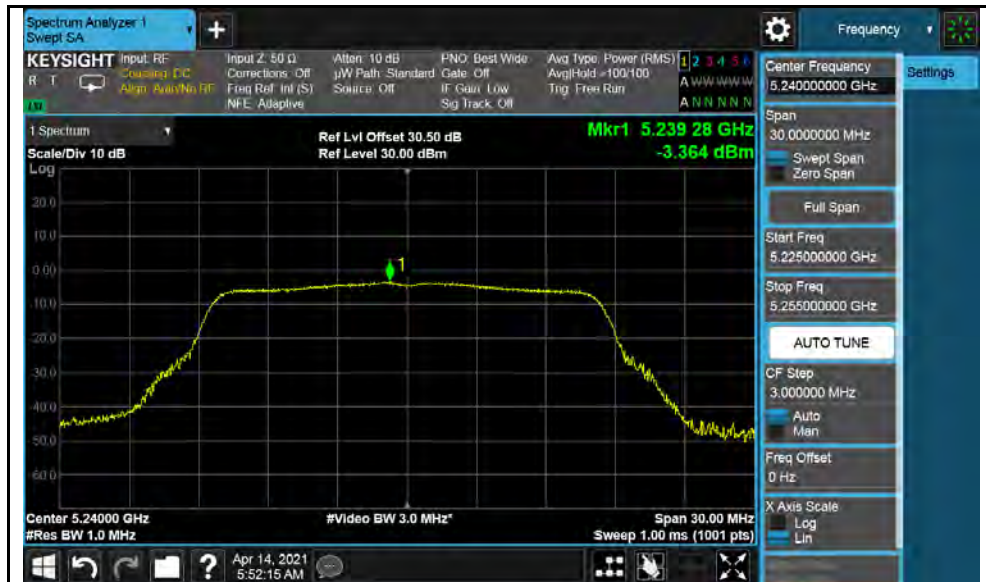 Spectrum Analyzer 1
Swept SA
+
Frequency
KEYSIGHT
R T
Input: RF
Coupling: DC
Align: Auto/No RF
Input Z: 50 Ω
Corrections: Off
Freq Ref: Int (S)
NFE: Adaptive
Atten: 10 dB
µW Path: Standard
Source: Off
PNO: Best Wide
Gate: Off
IF Gain: Low
Sig Track: Off
Avg Type: Power (RMS)
Avg|Hold: >100/100
Trig: Free Run
1 2 3 4 5 6
A W W W W W
A N N N N N
1 Spectrum
Scale/Div 10 dB
Log
Ref Lvl Offset 30.50 dB
Ref Level 30.00 dBm
Mkr1 5.239 28 GHz
-3.364 dBm
20.0
10.0
0.00
-10.0
-20.0
-30.0
-40.0
-50.0
-60.0
1
Center 5.24000 GHz
#Res BW 1.0 MHz
#Video BW 3.0 MHz*
Span 30.00 MHz
Sweep 1.00 ms (1001 pts)
Center Frequency
5.240000000 GHz
Settings
Span
30.0000000 MHz
Swept Span
Zero Span
Full Span
Start Freq
5.225000000 GHz
Stop Freq
5.255000000 GHz
AUTO TUNE
CF Step
3.000000 MHz
Auto
Man
Freq Offset
0 Hz
X Axis Scale
Log
Lin
?
Apr 14, 2021
5:52:15 AM